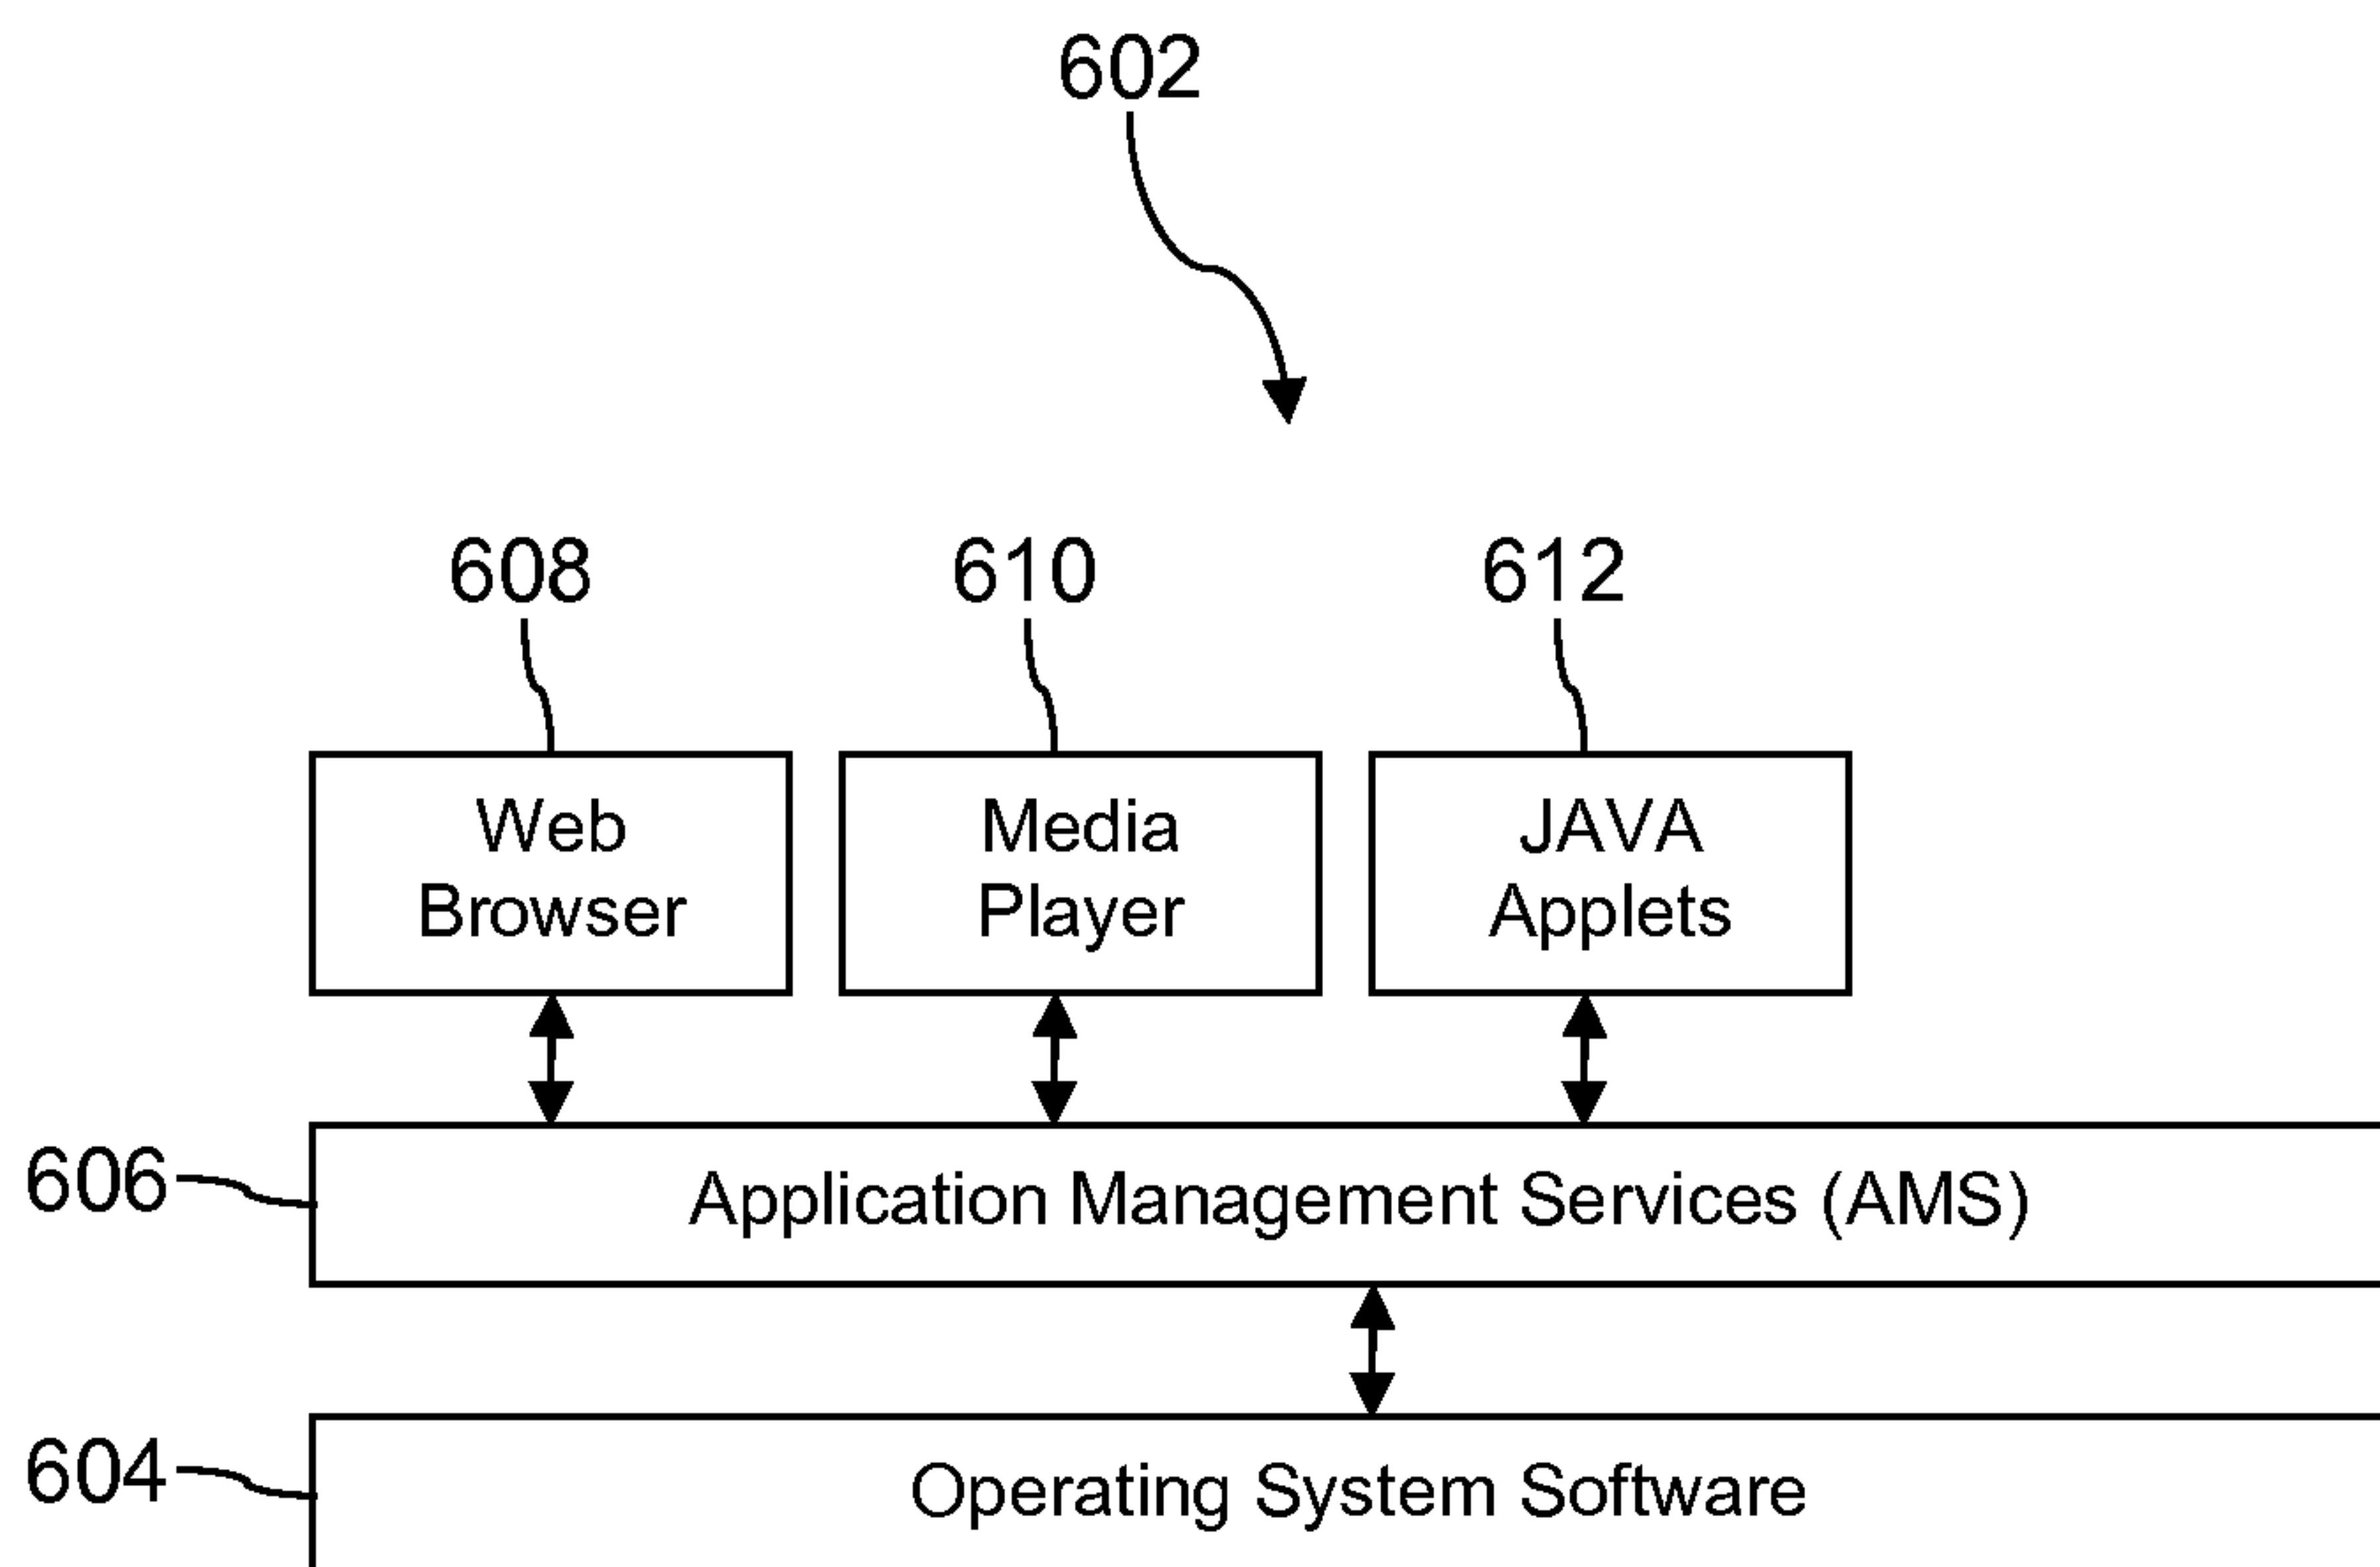 602
608
610
612
Web
Browser
Media
Player
JAVA
Applets
606
Application Management Services (AMS)
604
Operating System Software